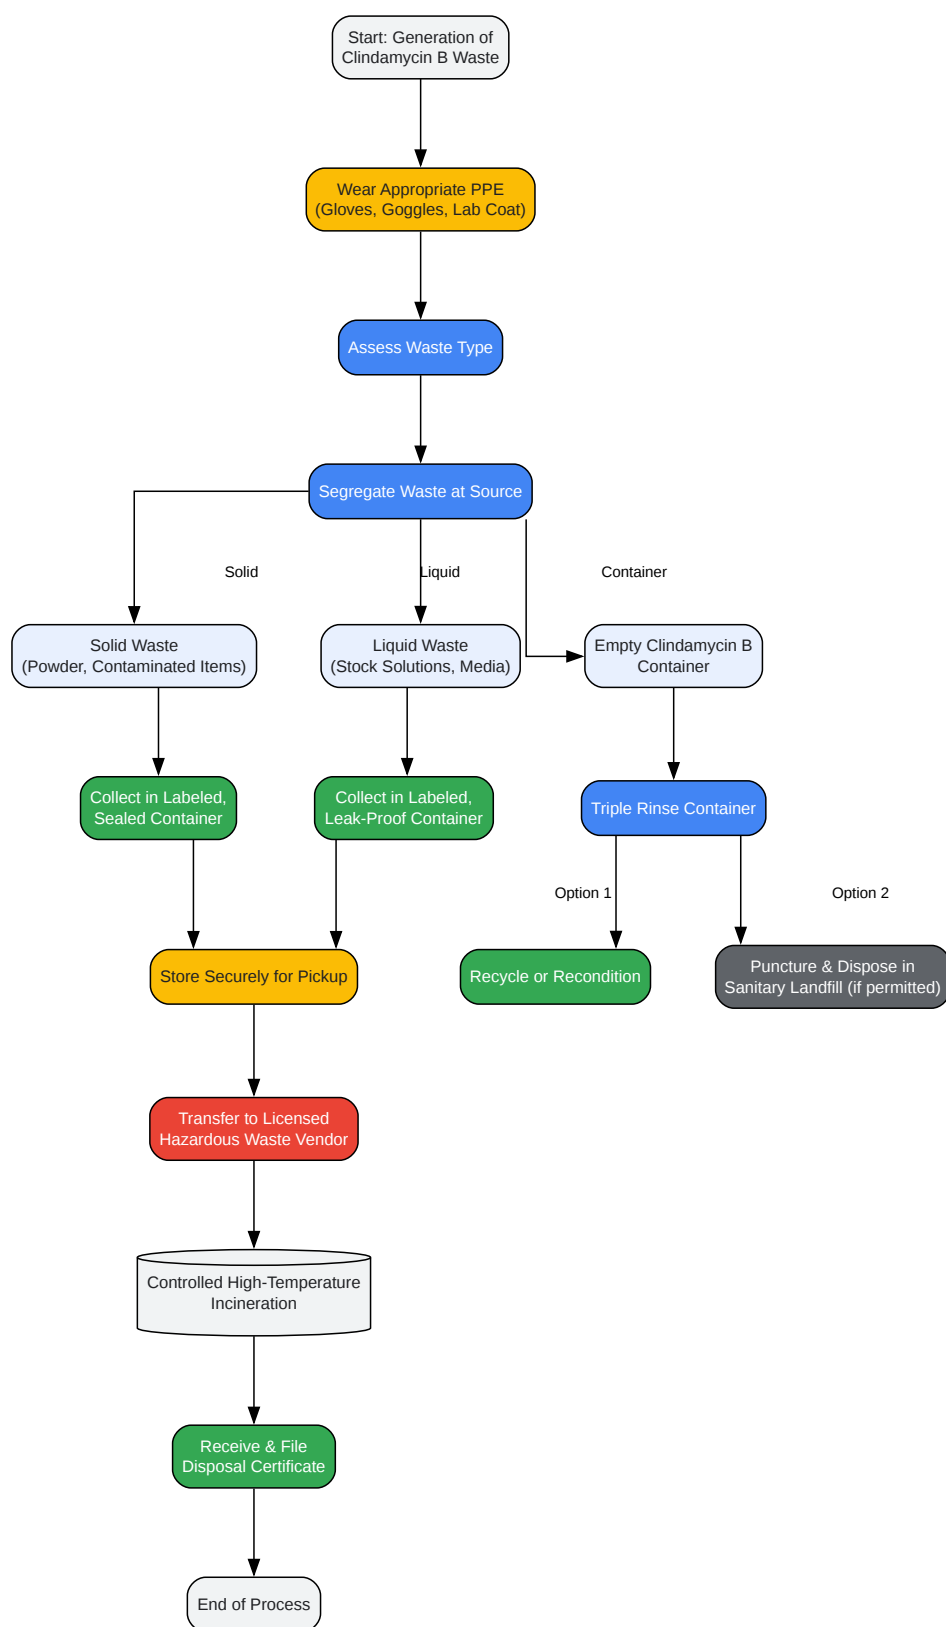 Start: Generation of
Clindamycin B Waste
Wear Appropriate PPE
(Gloves, Goggles, Lab Coat)
Assess Waste Type
Segregate Waste at Source
Solid
Liquid
Container
Solid Waste
(Powder, Contaminated Items)
Liquid Waste
(Stock Solutions, Media)
Empty Clindamycin B
Container
Collect in Labeled,
Sealed Container
Collect in Labeled,
Leak-Proof Container
Triple Rinse Container
Option 1
Option 2
Store Securely for Pickup
Recycle or Recondition
Puncture & Dispose in
Sanitary Landfill (if permitted)
Transfer to Licensed
Hazardous Waste Vendor
Controlled High-Temperature
Incineration
Receive & File
Disposal Certificate
End of Process